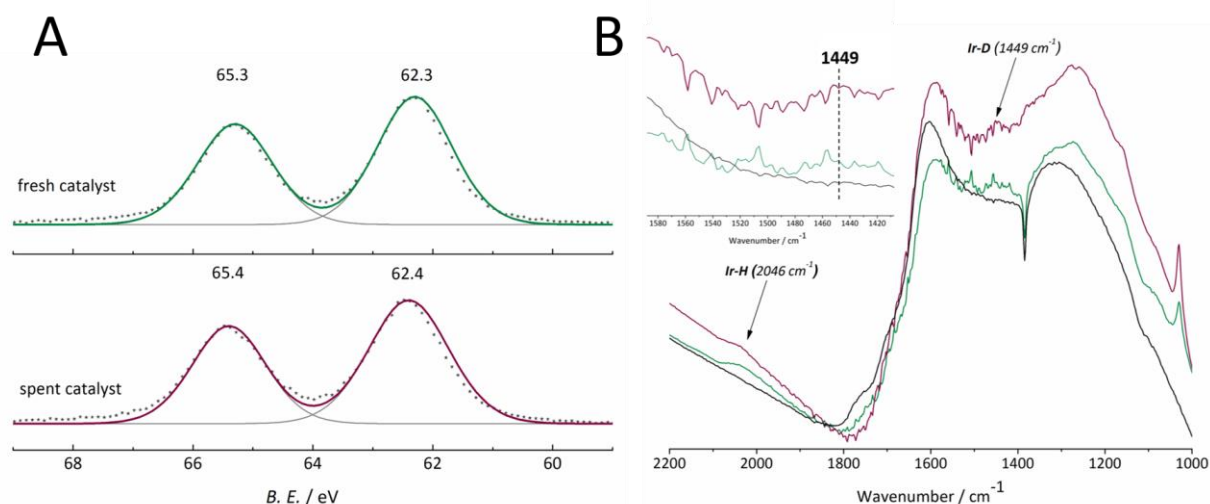 A
65.3
62.3
fresh catalyst
65.4
62.4
spent catalyst
68
66
64
62
60
B. E. / eV
B
1449
1580
1560
1540
1520
1500
1480
1460
1440
1420
Wavenumber / cm⁻¹
Ir-D (1449 cm⁻¹)
Ir-H (2046 cm⁻¹)
2200
2000
1800
1600
1400
1200
1000
Wavenumber / cm⁻¹